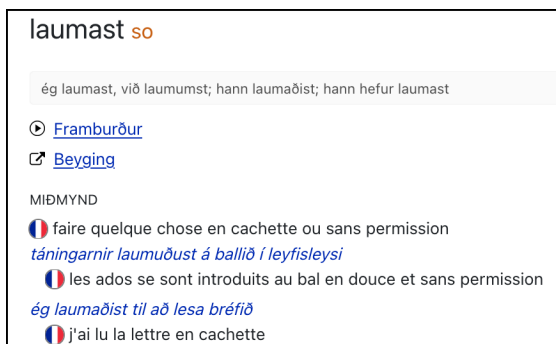 laumast so
ég laumast, við laumumst; hann laumaðist; hann hefur laumast
Framburður
Beyging
MIÐMYND
faire quelque chose en cachette ou sans permission
táningarnir laumuðust á ballið í leyfisleysi
les ados se sont introduits au bal en douce et sans permission
ég laumaðist til að lesa bréfið
j'ai lu la lettre en cachette